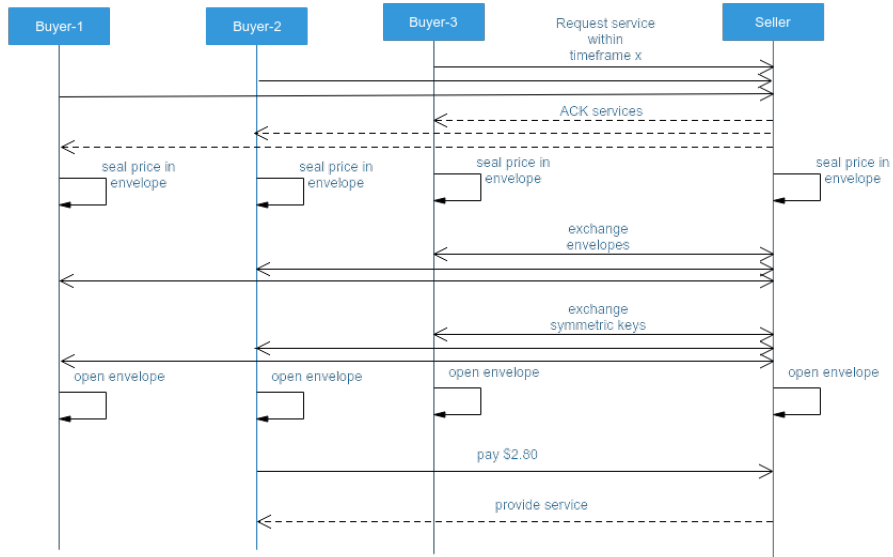 Buyer-1
Buyer-2
Buyer-3
Seller
Request service
within
timeframe x
ACK services
seal price in
envelope
seal price in
envelope
seal price in
envelope
seal price in
envelope
exchange
envelopes
exchange
symmetric keys
open envelope
open envelope
open envelope
open envelope
pay $2.80
provide service